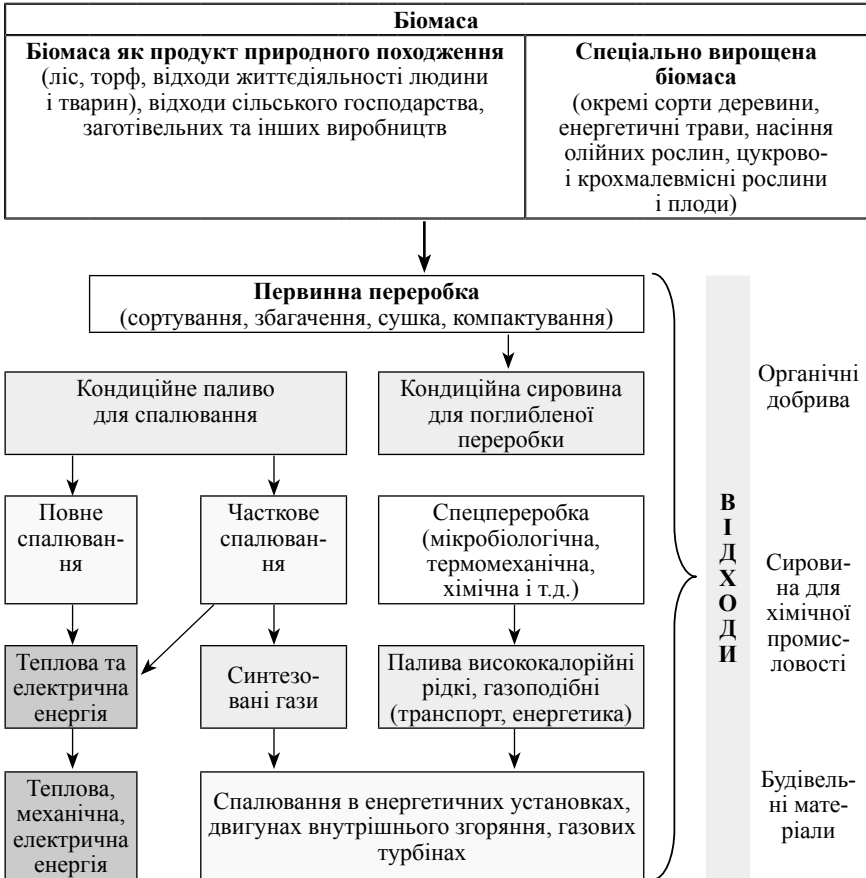 Біомаса
Біомаса як продукт природного походження
(ліс, торф, відходи життєдіяльності людини
і тварин), відходи сільського господарства,
заготівельних та інших виробництв
Спеціально вирощена
біомаса
(окремі сорти деревини,
енергетичні трави, насіння
олійних рослин, цукрово-
і крохмалевмісні рослини
і плоди)
Первинна переробка
(сортування, збагачення, сушка, компактування)
Кондиційне паливо
для спалювання
Кондиційна сировина
для поглибленої
переробки
Повне
спалюван-
ня
Часткове
спалюван-
ня
Спецпереробка
(мікробіологічна,
термомеханічна,
хімічна і т.д.)
Теплова та
електрична
енергія
Синтезо-
вані гази
Палива висококалорійні
рідкі, газоподібні
(транспорт, енергетика)
Теплова,
механічна,
електрична
енергія
Спалювання в енергетичних установках,
двигунах внутрішнього згоряння, газових
турбінах
В
І
Д
Х
О
Д
И
Органічні
добрива
Сирови-
на для
хімічної
промис-
ловості
Будівель-
ні мате-
ріали